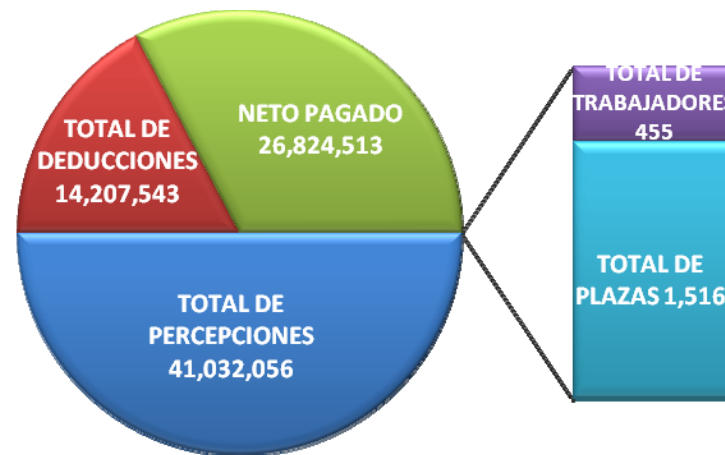 TOTAL DE
DEDUCCIONES
14,207,543
NETO PAGADO
26,824,513
TOTAL DE
PERCEPCIONES
41,032,056
TOTAL DE
TRABAJADORES
455
TOTAL DE
PLAZAS 1,516